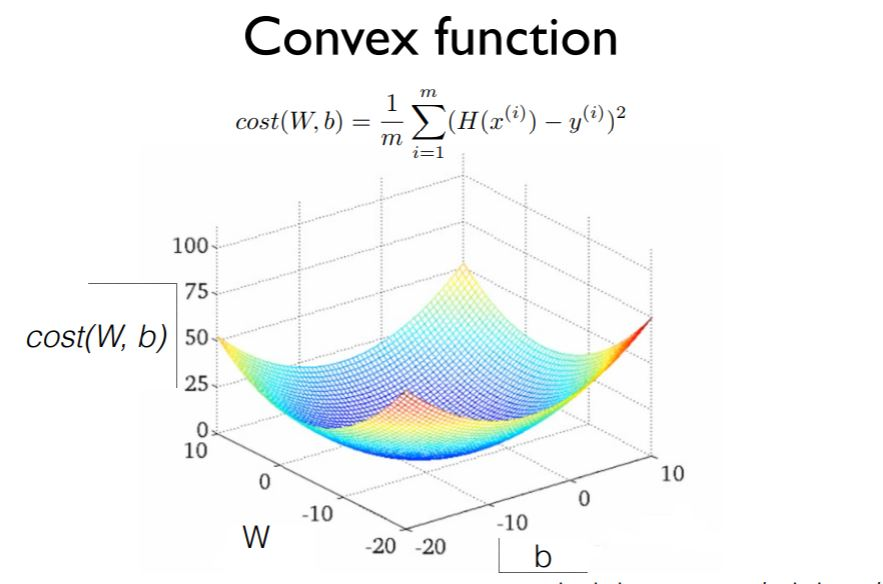 Convex function
cost(W, b) = 1/m ∑_{i=1}^{m} (H(x^{(i)}) − y^{(i)})^2
100
75
50
25
0
cost(W, b)
10
0
-10
-20
W
-20
-10
0
10
b